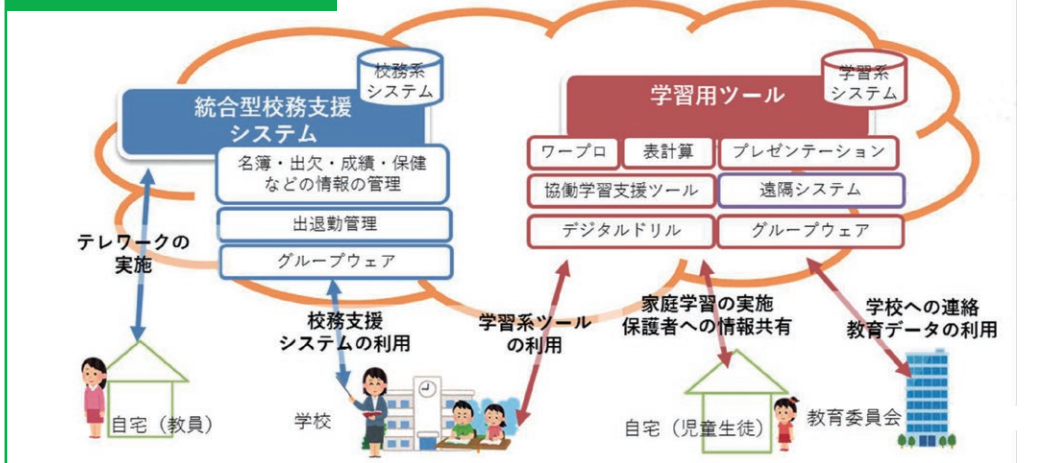 校務系
システム
統合型校務支援
システム
名簿・出欠・成績・保健
などの情報の管理
出退勤管理
グループウェア
学習系
システム
学習用ツール
ワープロ
表計算
プレゼンテーション
協働学習支援ツール
遠隔システム
デジタルドリル
グループウェア
テレワークの
実施
校務支援
システムの利用
学習系ツール
の利用
家庭学習の実施
保護者への情報共有
学校への連絡
教育データの利用
自宅（教員）
学校
自宅（児童生徒）
教育委員会